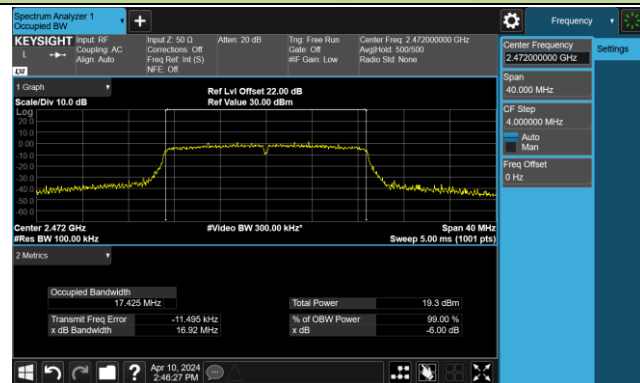 Spectrum Analyzer 1
Occupied BW
Frequency
KEYSIGHT
Input: RF
Coupling: AC
Align: Auto
Input Z: 50 Ω
Corrections: Off
Freq Ref: Int (S)
NFE: Off
Atten: 20 dB
Trig: Free Run
Gate: Off
#IF Gain: Low
Center Freq: 2.472000000 GHz
Avg|Hold: 500/500
Radio Std: None
L
LXI
Center Frequency
2.472000000 GHz
Settings
Span
40.000 MHz
CF Step
4.000000 MHz
Auto
Man
Freq Offset
0 Hz
1 Graph
Scale/Div 10.0 dB
Ref Lvl Offset 22.00 dB
Ref Value 30.00 dBm
Log
20.0
10.0
0.00
-10.0
-20.0
-30.0
-40.0
-50.0
-60.0
Center 2.472 GHz
#Video BW 300.00 kHz*
Span 40 MHz
#Res BW 100.00 kHz
Sweep 5.00 ms (1001 pts)
2 Metrics
Occupied Bandwidth
17.425 MHz
Total Power 19.3 dBm
Transmit Freq Error -11.495 kHz
% of OBW Power 99.00 %
x dB Bandwidth 16.92 MHz
x dB -6.00 dB
Apr 10, 2024
2:46:27 PM